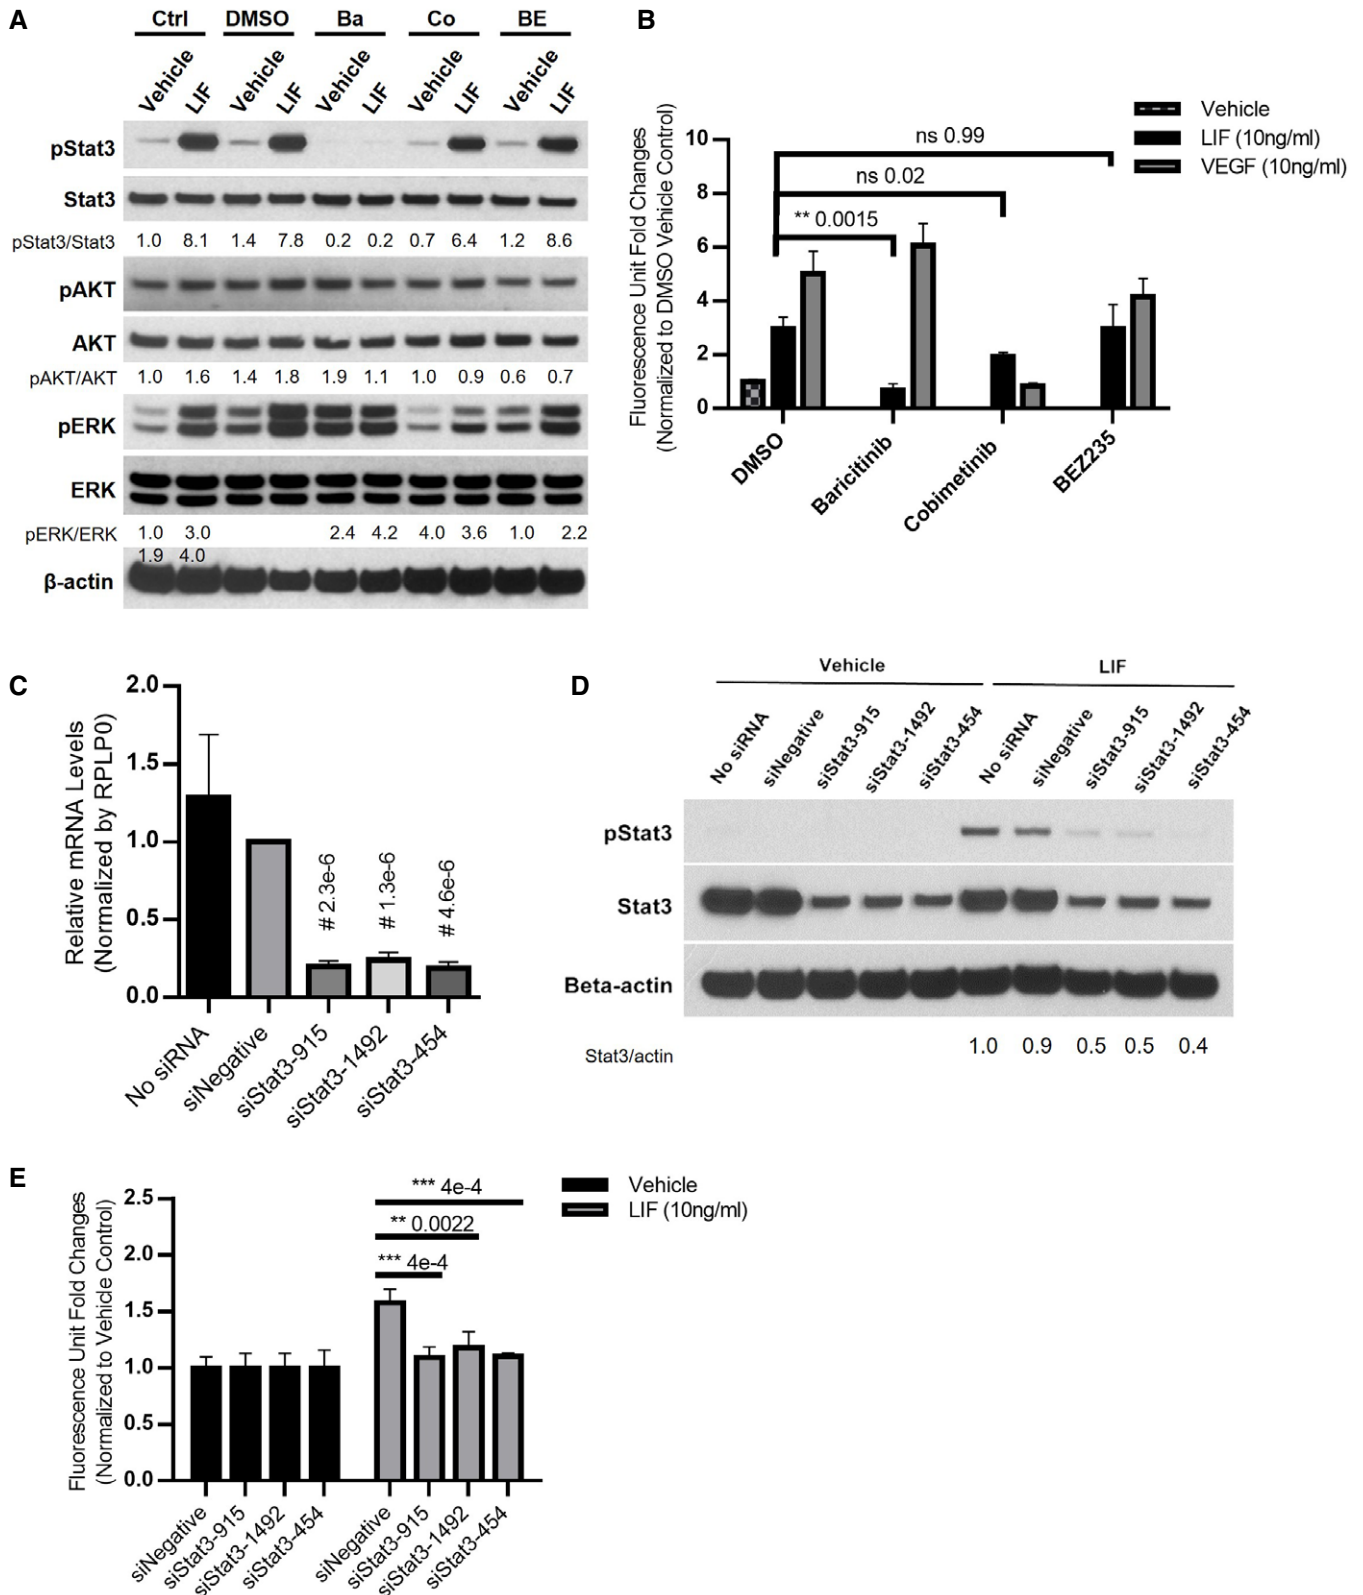 A
Ctrl DMSO Ba Co BE
Vehicle LIF Vehicle LIF Vehicle LIF Vehicle LIF Vehicle LIF
pStat3
Stat3
pStat3/Stat3 1.0 8.1 1.4 7.8 0.2 0.2 0.7 6.4 1.2 8.6
pAKT
AKT
pAKT/AKT 1.0 1.6 1.4 1.8 1.9 1.1 1.0 0.9 0.6 0.7
pERK
ERK
pERK/ERK 1.0 3.0 2.4 4.2 4.0 3.6 1.0 2.2
1.9 4.0
β-actin
B
Fluorescence Unit Fold Changes
(Normalized to DMSO Vehicle Control)
10
8
6
4
2
0
ns 0.99
ns 0.02
** 0.0015
Vehicle
LIF (10ng/ml)
VEGF (10ng/ml)
DMSO
Baricitinib
Cobimetinib
BEZ235
C
Relative mRNA Levels
(Normalized by RPLP0)
2.0
1.5
1.0
0.5
0.0
# 2.3e-6
# 1.3e-6
# 4.6e-6
No siRNA
siNegative
siStat3-915
siStat3-1492
siStat3-454
D
Vehicle LIF
No siRNA siNegative siStat3-915 siStat3-1492 siStat3-454 No siRNA siNegative siStat3-915 siStat3-1492 siStat3-454
pStat3
Stat3
Beta-actin
Stat3/actin 1.0 0.9 0.5 0.5 0.4
E
Fluorescence Unit Fold Changes
(Normalized to Vehicle Control)
2.5
2.0
1.5
1.0
0.5
0.0
*** 4e-4
** 0.0022
*** 4e-4
Vehicle
LIF (10ng/ml)
siNegative
siStat3-915
siStat3-1492
siStat3-454
siNegative
siStat3-915
siStat3-1492
siStat3-454